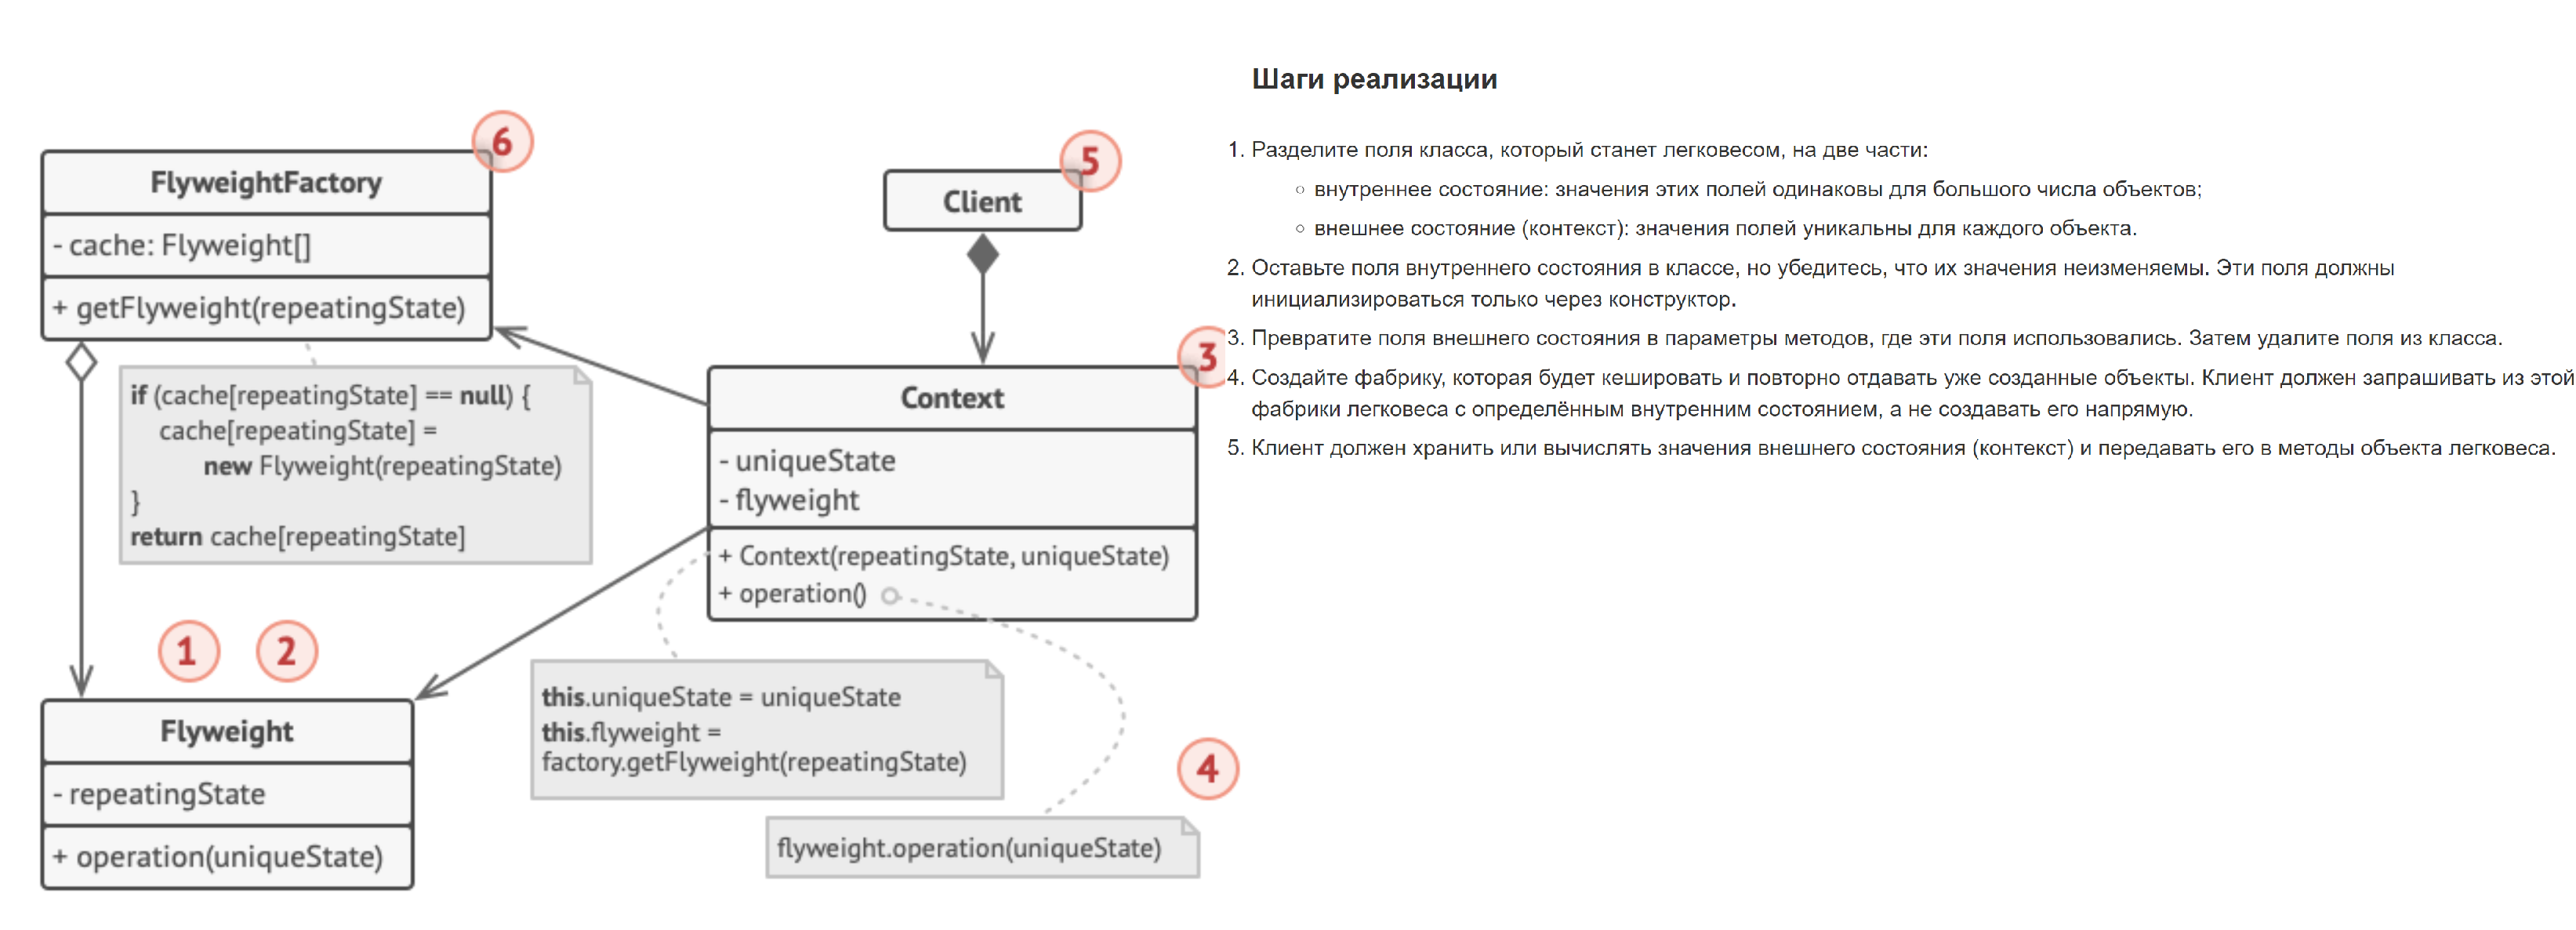 6
FlyweightFactory
- cache: Flyweight[]
+ getFlyweight(repeatingState)
if (cache[repeatingState] == null) {
cache[repeatingState] =
new Flyweight(repeatingState)
}
return cache[repeatingState]
1
2
Flyweight
- repeatingState
+ operation(uniqueState)
5
Client
3
Context
- uniqueState
- flyweight
+ Context(repeatingState, uniqueState)
+ operation()
this.uniqueState = uniqueState
this.flyweight =
factory.getFlyweight(repeatingState)
4
flyweight.operation(uniqueState)
Шаги реализации
1. Разделите поля класса, который станет легковесом, на две части:
○ внутреннее состояние: значения этих полей одинаковы для большого числа объектов;
○ внешнее состояние (контекст): значения полей уникальны для каждого объекта.
2. Оставьте поля внутреннего состояния в классе, но убедитесь, что их значения неизменяемы. Эти поля должны
инициализироваться только через конструктор.
3. Превратите поля внешнего состояния в параметры методов, где эти поля использовались. Затем удалите поля из класса.
4. Создайте фабрику, которая будет кешировать и повторно отдавать уже созданные объекты. Клиент должен запрашивать из этой
фабрики легковеса с определённым внутренним состоянием, а не создавать его напрямую.
5. Клиент должен хранить или вычислять значения внешнего состояния (контекст) и передавать его в методы объекта легковеса.